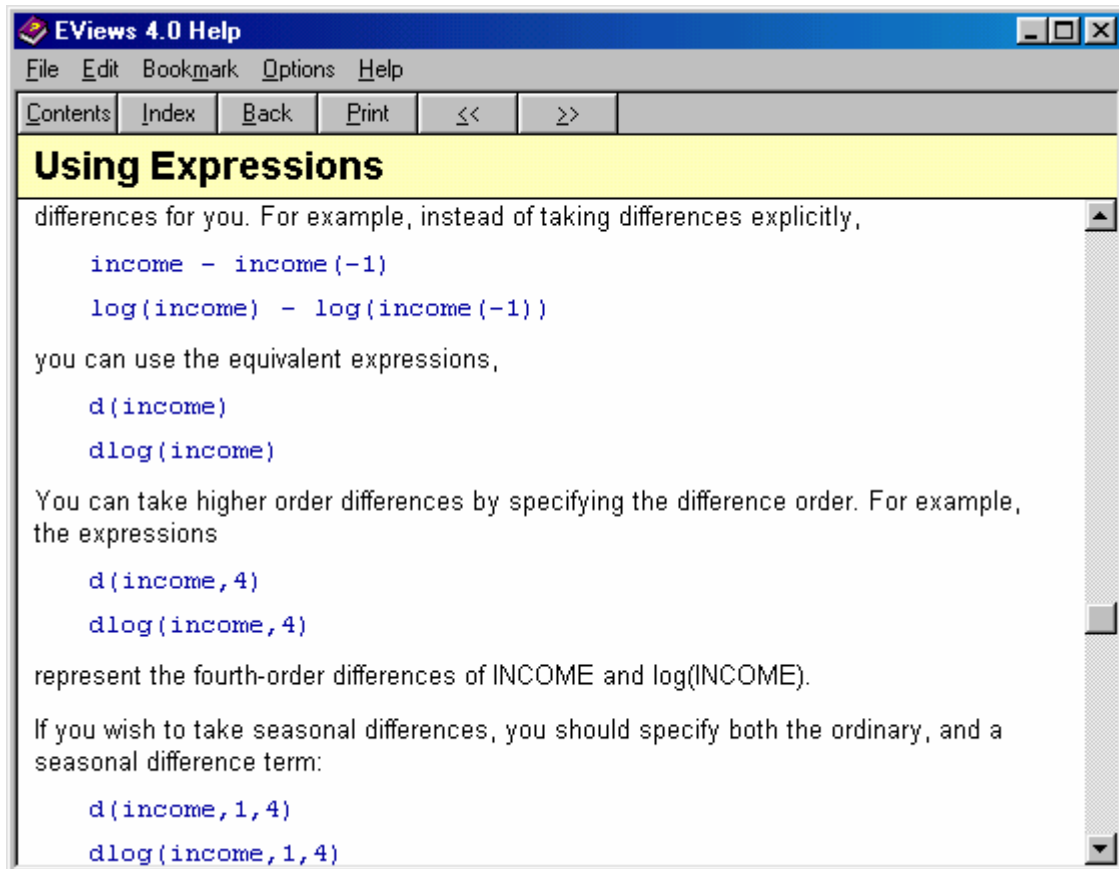 EViews 4.0 Help
File Edit Bookmark Options Help
Contents Index Back Print << >>
Using Expressions
differences for you. For example, instead of taking differences explicitly,
income - income(-1)
log(income) - log(income(-1))
you can use the equivalent expressions,
d(income)
dlog(income)
You can take higher order differences by specifying the difference order. For example,
the expressions
d(income,4)
dlog(income,4)
represent the fourth-order differences of INCOME and log(INCOME).
If you wish to take seasonal differences, you should specify both the ordinary, and a
seasonal difference term:
d(income,1,4)
dlog(income,1,4)